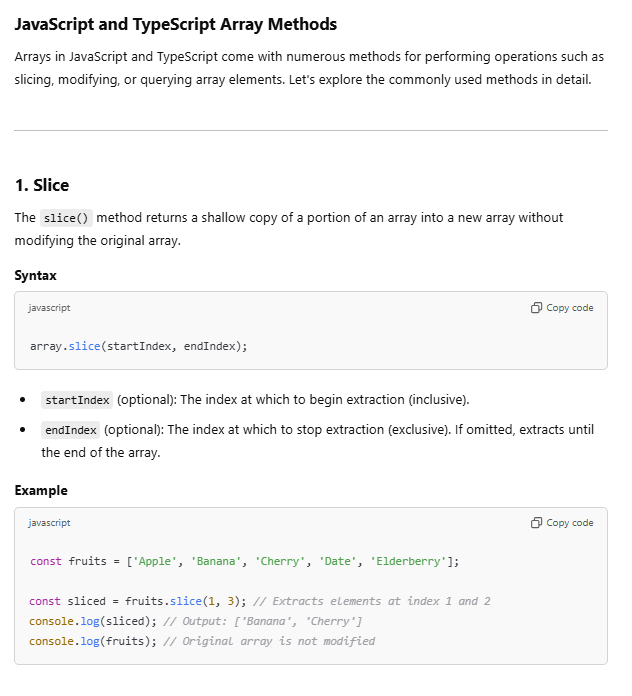 JavaScript and TypeScript Array Methods
Arrays in JavaScript and TypeScript come with numerous methods for performing operations such as
slicing, modifying, or querying array elements. Let's explore the commonly used methods in detail.
1. Slice
The slice() method returns a shallow copy of a portion of an array into a new array without
modifying the original array.
Syntax
javascript Copy code
array.slice(startIndex, endIndex);
• startIndex (optional): The index at which to begin extraction (inclusive).
• endIndex (optional): The index at which to stop extraction (exclusive). If omitted, extracts until
the end of the array.
Example
javascript Copy code
const fruits = ['Apple', 'Banana', 'Cherry', 'Date', 'Elderberry'];
const sliced = fruits.slice(1, 3); // Extracts elements at index 1 and 2
console.log(sliced); // Output: ['Banana', 'Cherry']
console.log(fruits); // Original array is not modified